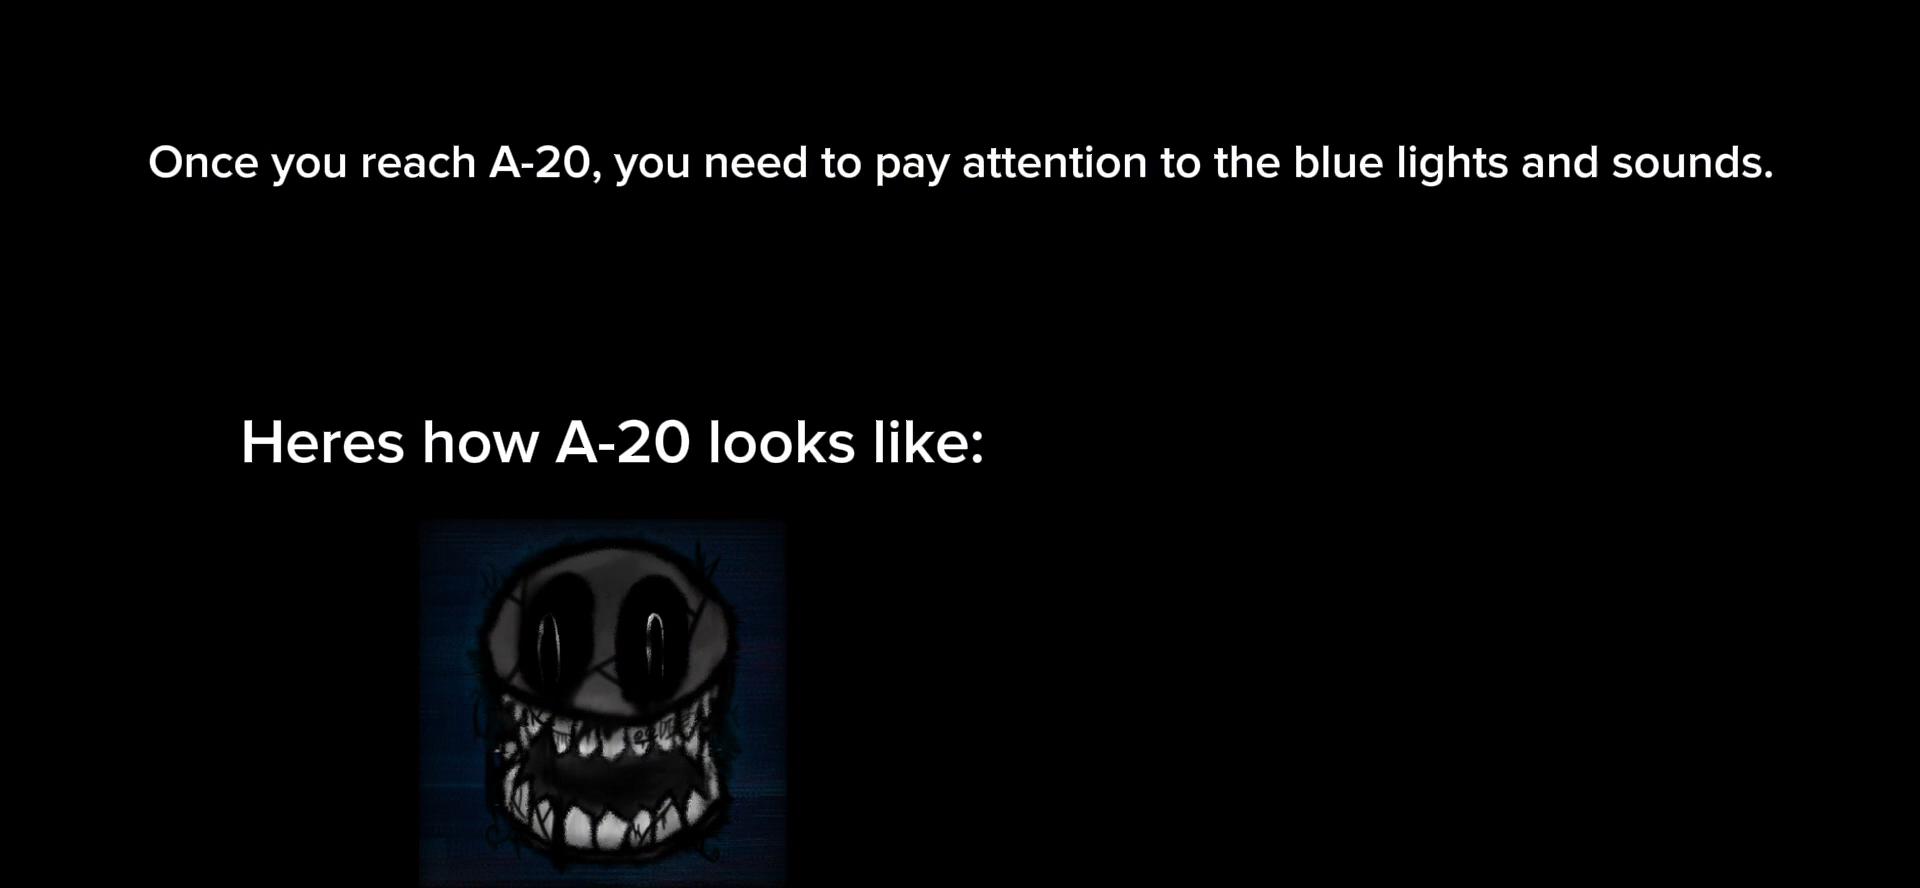 Once you reach A-20, you need to pay attention to the blue lights and sounds.
Heres how A-20 looks like: